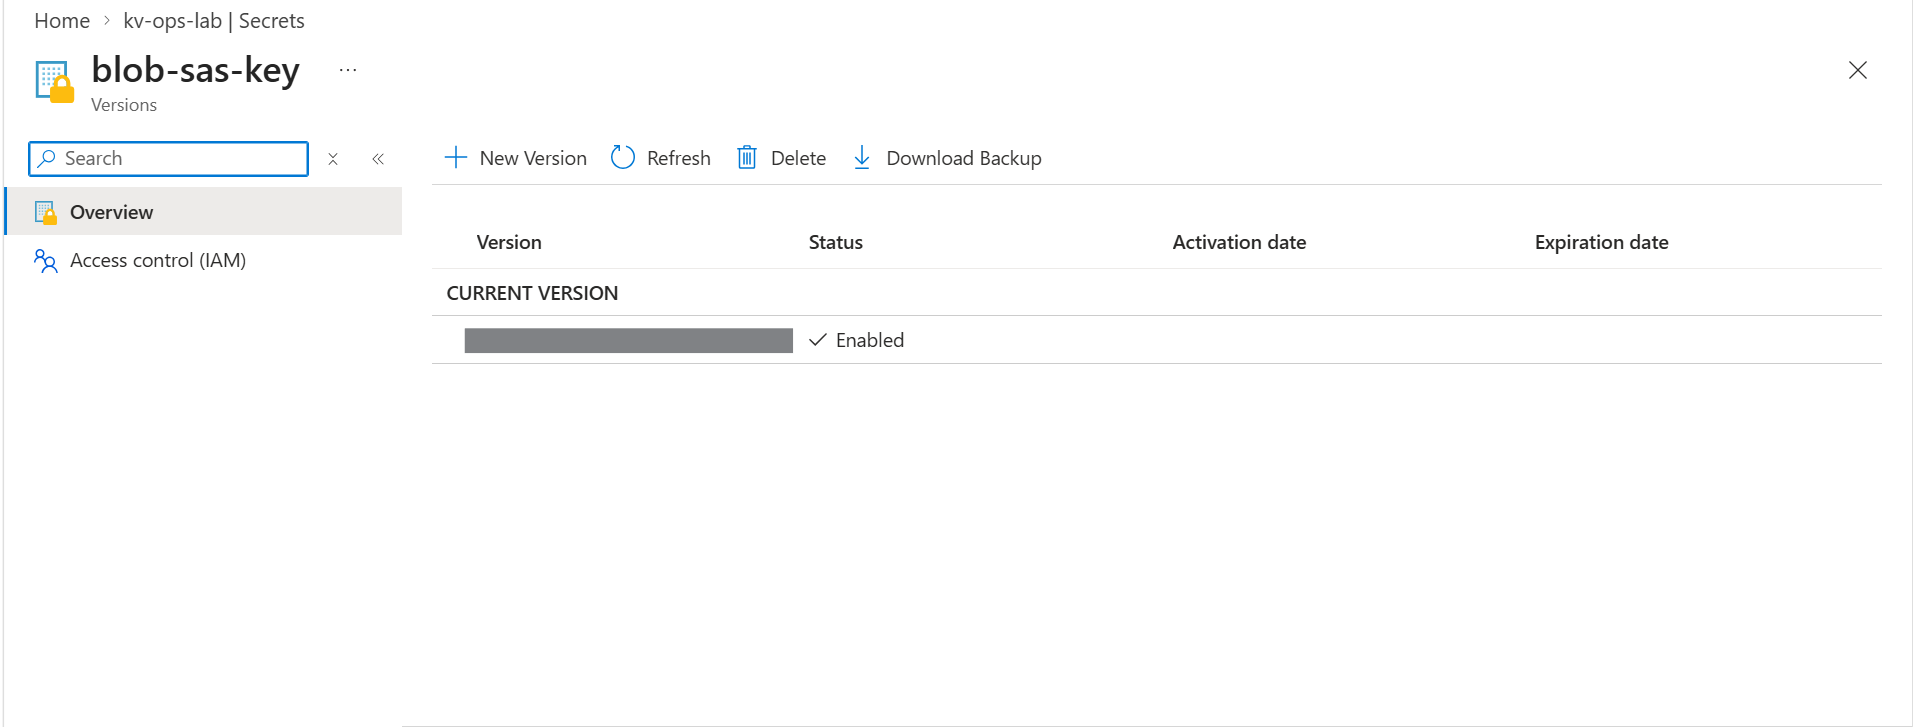 Home > kv-ops-lab | Secrets
blob-sas-key ...
Versions
Search
Overview
Access control (IAM)
New Version Refresh Delete Download Backup
Version Status Activation date Expiration date
CURRENT VERSION
Enabled